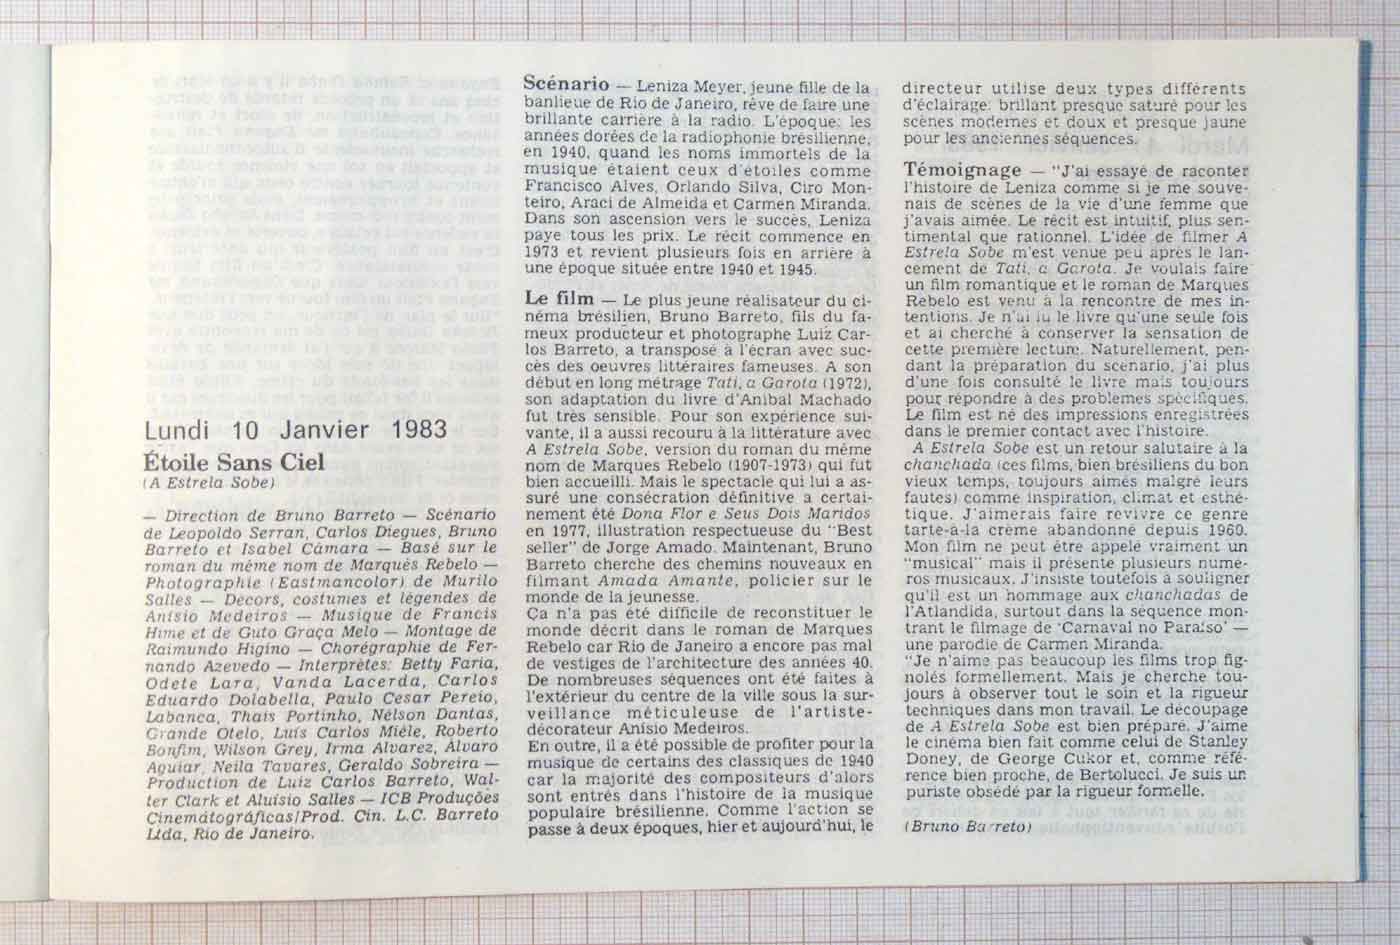 Lundi 10 Janvier 1983
Étoile Sans Ciel
(A Estrela Sobe)
— Direction de Bruno Barreto — Scénario
de Leopoldo Serran, Carlos Diegues, Bruno
Barreto et Isabel Câmara — Basé sur le
roman du même nom de Marques Rebelo —
Photographie (Eastmancolor) de Murilo
Salles — Décors, costumes et légendes de
Anísio Medeiros — Musique de Francis
Hime et de Guto Graça Melo — Montage de
Raimundo Higino — Chorégraphie de Fer-
nando Azevedo — Interprètes: Betty Faria,
Odete Lara, Vanda Lacerda, Carlos
Eduardo Dolabella, Paulo Cesar Pereio,
Labanca, Thaís Portinho, Nélson Dantas,
Grande Otelo, Luís Carlos Miéle, Roberto
Bonfim, Wilson Grey, Irma Alvarez, Álvaro
Aguiar, Neila Tavares, Geraldo Sobreira —
Production de Luiz Carlos Barreto, Wal-
ter Clark et Aluísio Salles — ICB Produções
Cinématográficas/Prod. Cin. L.C. Barreto
Ltda, Rio de Janeiro.
Scénario — Leniza Meyer, jeune fille de la
banlieue de Rio de Janeiro, rêve de faire une
brillante carrière à la radio. L'époque: les
années dorées de la radiophonie brésilienne,
en 1940, quand les noms immortels de la
musique étaient ceux d'étoiles comme
Francisco Alves, Orlando Silva, Ciro Mon-
teiro, Araci de Almeida et Carmen Miranda.
Dans son ascension vers le succès, Leniza
paye tous les prix. Le récit commence en
1973 et revient plusieurs fois en arrière à
une époque située entre 1940 et 1945.
Le film — Le plus jeune réalisateur du ci-
néma brésilien, Bruno Barreto, fils du fa-
meux producteur et photographe Luiz Car-
los Barreto, a transposé à l'écran avec suc-
cès des oeuvres littéraires fameuses. A son
début en long métrage Tati, a Garota (1972),
son adaptation du livre d'Anibal Machado
fut très sensible. Pour son expérience sui-
vante, il a aussi recouru à la littérature avec
A Estrela Sobe, version du roman du même
nom de Marques Rebelo (1907-1973) qui fut
bien accueilli. Mais le spectacle qui lui a as-
suré une consécration définitive a certai-
nement été Dona Flor e Seus Dois Maridos
en 1977, illustration respectueuse du "Best
seller" de Jorge Amado. Maintenant, Bruno
Barreto cherche des chemins nouveaux en
filmant Amada Amante, policier sur le
monde de la jeunesse.
Ça n'a pas été difficile de reconstituer le
monde décrit dans le roman de Marques
Rebelo car Rio de Janeiro a encore pas mal
de vestiges de l'architecture des années 40.
De nombreuses séquences ont été faites à
l'extérieur du centre de la ville sous la sur-
veillance méticuleuse de l'artiste-
décorateur Anísio Medeiros.
En outre, il a été possible de profiter pour la
musique de certains des classiques de 1940
car la majorité des compositeurs d'alors
sont entrés dans l'histoire de la musique
populaire brésilienne. Comme l'action se
passe à deux époques, hier et aujourd'hui, le
directeur utilise deux types différents
d'éclairage: brillant presque saturé pour les
scènes modernes et doux et presque jaune
pour les anciennes séquences.
Témoignage — "J'ai essayé de raconter
l'histoire de Leniza comme si je me souve-
nais de scènes de la vie d'une femme que
j'avais aimée. Le récit est intuitif, plus sen-
timental que rationnel. L'idée de filmer A
Estrela Sobe m'est venue peu après le lan-
cement de Tati, a Garota. Je voulais faire
un film romantique et le roman de Marques
Rebelo est venu à la rencontre de mes in-
tentions. Je n'ai lu le livre qu'une seule fois
et ai cherché à conserver la sensation de
cette première lecture. Naturellement, pen-
dant la préparation du scenario, j'ai plus
d'une fois consulté le livre mais toujours
pour répondre à des problèmes spécifiques.
Le film est né des impressions enregistrées
dans le premier contact avec l'histoire.
A Estrela Sobe est un retour salutaire à la
chanchada (ces films, bien brésiliens du bon
vieux temps, toujours aimés malgré leurs
fautes) comme inspiration, climat et esthé-
tique. J'aimerais faire revivre ce genre
tarte-à-la crème abandonné depuis 1960.
Mon film ne peut être appelé vraiment un
"musical" mais il présente plusieurs numé-
ros musicaux. J'insiste toutefois à souligner
qu'il est un hommage aux chanchadas de
l'Atlandida, surtout dans la séquence mon-
trant le filmage de 'Carnaval no Paraíso' —
une parodie de Carmen Miranda.
"Je n'aime pas beaucoup les films trop fig-
nolés formellement. Mais je cherche tou-
jours à observer tout le soin et la rigueur
techniques dans mon travail. Le découpage
de A Estrela Sobe est bien préparé. J'aime
le cinéma bien fait comme celui de Stanley
Doney, de George Cukor et, comme réfé-
rence bien proche, de Bertolucci. Je suis un
puriste obsédé par la rigueur formelle.
(Bruno Barreto)